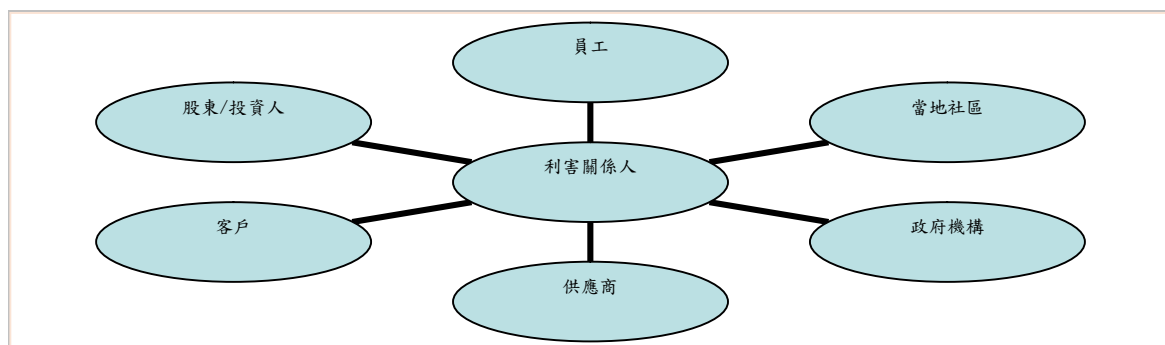 員工
股東/投資人
當地社區
利害關係人
客戶
政府機構
供應商